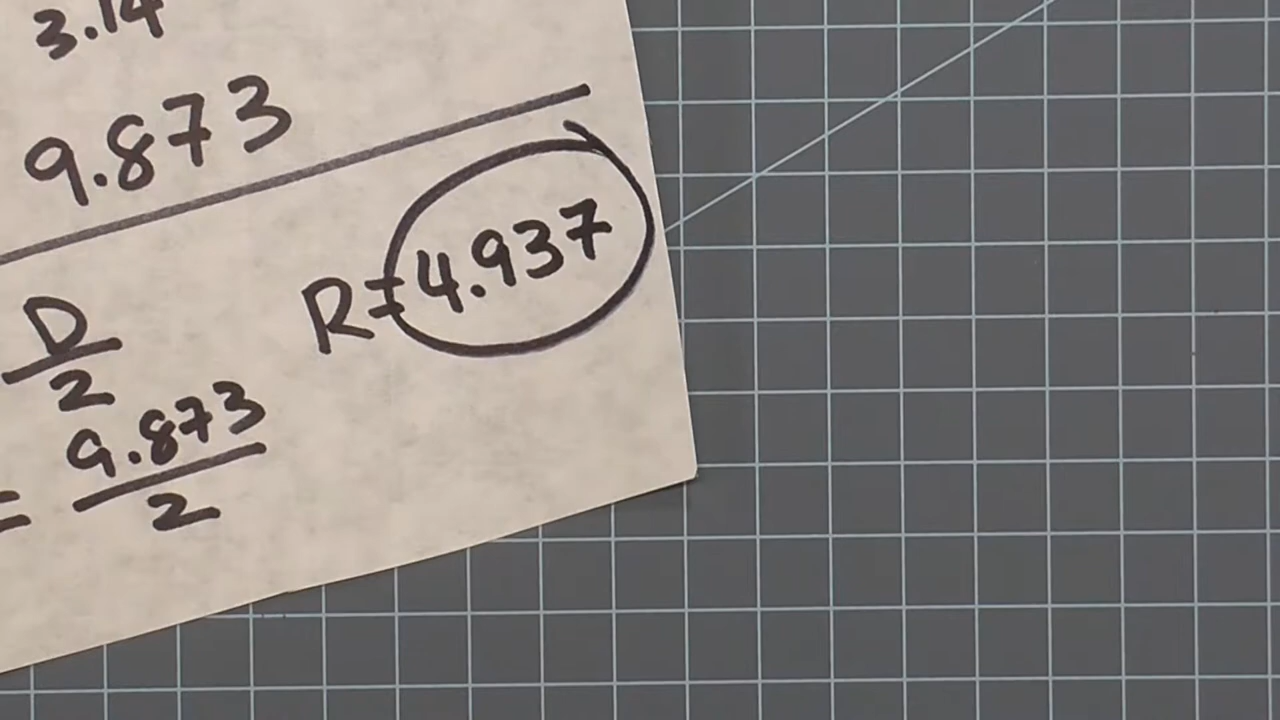 3.14
9.873
D
2
R=4.937
9.873
= 2